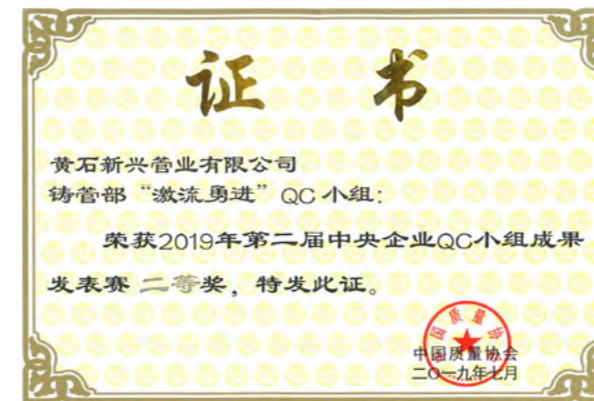 证 书
黄石新兴管业有限公司
铸管部“激流勇进”QC 小组：
荣获2019年第二届中央企业QC小组成果
发表赛 二等奖，特发此证。
中国质量协会
二〇一九年七月